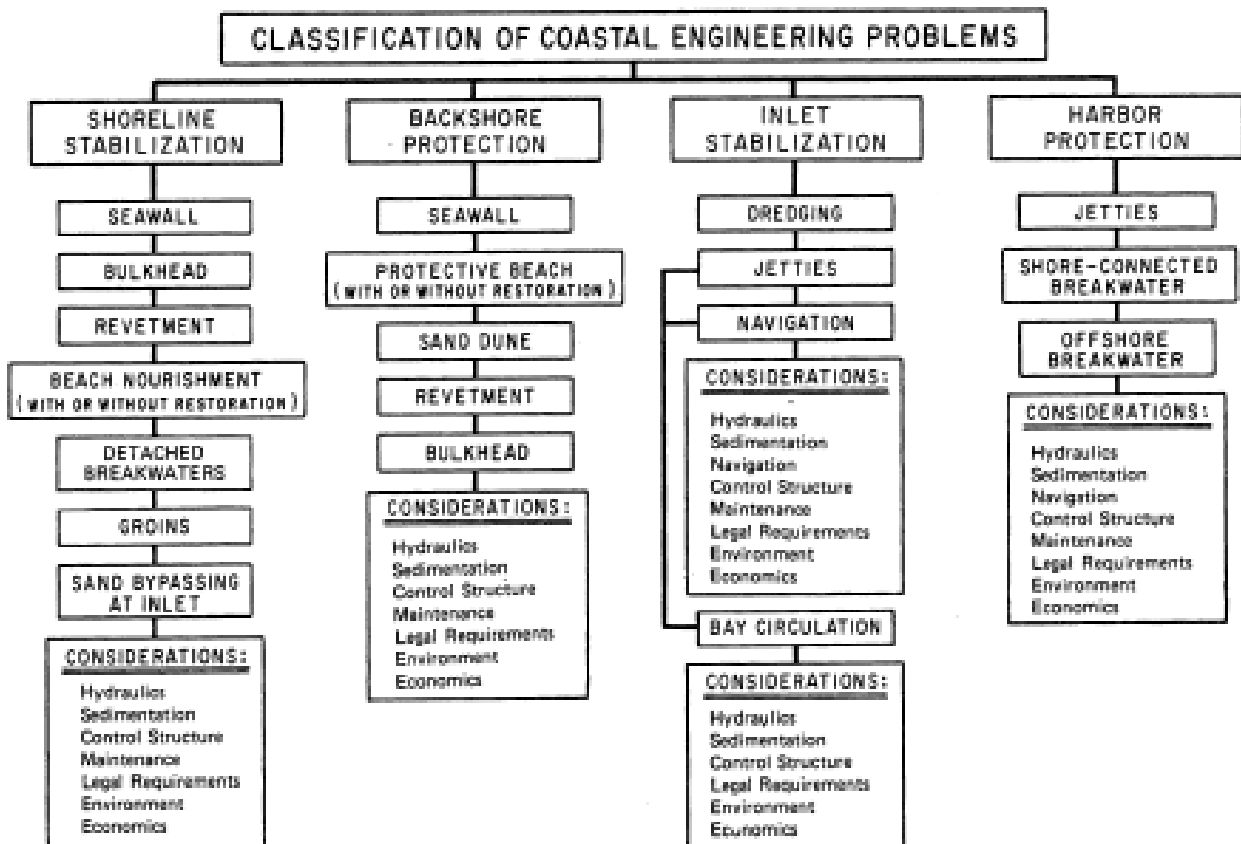 CLASSIFICATION OF COASTAL ENGINEERING PROBLEMS
SHORELINE
STABILIZATION
SEAWALL
BULKHEAD
REVETMENT
BEACH NOURISHMENT
(WITH OR WITHOUT RESTORATION)
DETACHED
BREAKWATERS
GROINS
SAND BYPASSING
AT INLET
CONSIDERATIONS:
Hydraulics
Sedimentation
Control Structure
Maintenance
Legal Requirements
Environment
Economics
BACKSHORE
PROTECTION
SEAWALL
PROTECTIVE BEACH
(WITH OR WITHOUT RESTORATION)
SAND DUNE
REVETMENT
BULKHEAD
CONSIDERATIONS:
Hydraulics
Sedimentation
Control Structure
Maintenance
Legal Requirements
Environment
Economics
INLET
STABILIZATION
DREDGING
JETTIES
NAVIGATION
CONSIDERATIONS:
Hydraulics
Sedimentation
Navigation
Control Structure
Maintenance
Legal Requirements
Environment
Economics
BAY CIRCULATION
CONSIDERATIONS:
Hydraulics
Sedimentation
Control Structure
Legal Requirements
Environment
Economics
HARBOR
PROTECTION
JETTIES
SHORE-CONNECTED
BREAKWATER
OFFSHORE
BREAKWATER
CONSIDERATIONS:
Hydraulics
Sedimentation
Navigation
Control Structure
Maintenance
Legal Requirements
Environment
Economics